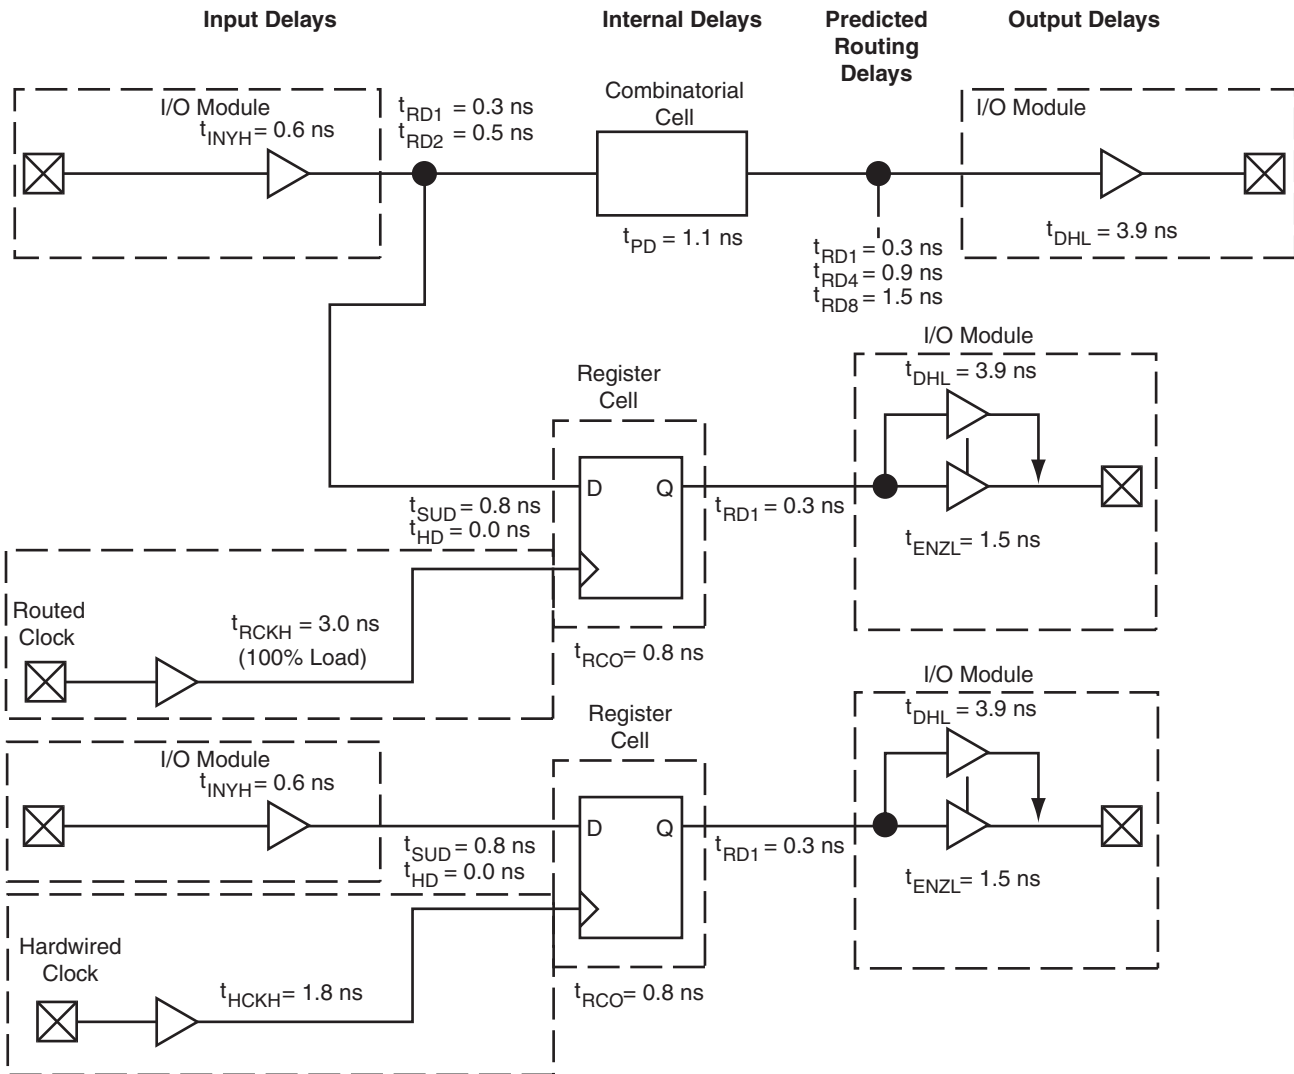 Input Delays
Internal Delays
Predicted
Routing
Delays
Output Delays
I/O Module
tINYH = 0.6 ns
tRD1 = 0.3 ns
tRD2 = 0.5 ns
Combinatorial
Cell
tPD = 1.1 ns
I/O Module
tDHL = 3.9 ns
tRD1 = 0.3 ns
tRD4 = 0.9 ns
tRD8 = 1.5 ns
I/O Module
tDHL = 3.9 ns
Register
Cell
D
Q
tSUD = 0.8 ns
tHD = 0.0 ns
tRD1 = 0.3 ns
tENZL = 1.5 ns
Routed
Clock
tRCKH = 3.0 ns
(100% Load)
tRCO = 0.8 ns
I/O Module
tDHL = 3.9 ns
Register
Cell
I/O Module
tINYH = 0.6 ns
D
Q
tSUD = 0.8 ns
tHD = 0.0 ns
tRD1 = 0.3 ns
tENZL = 1.5 ns
Hardwired
Clock
tHCKH = 1.8 ns
tRCO = 0.8 ns